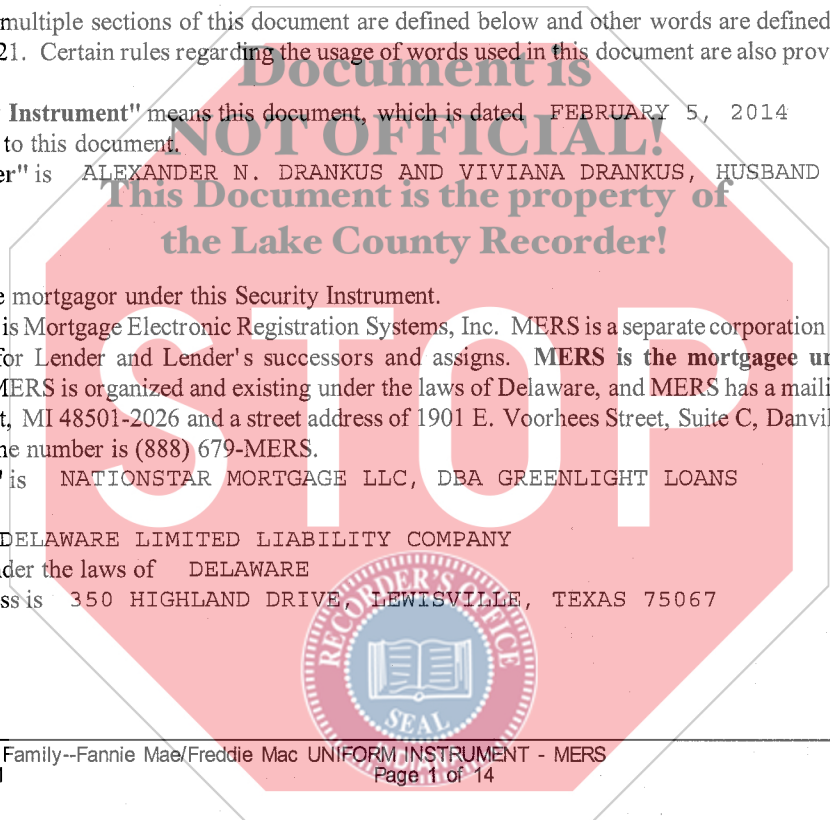 multiple sections of this document are defined below and other words are defined
21. Certain rules regarding the usage of words used in this document are also prov
Document is
Instrument" means this document, which is dated FEBRUARY 5, 2014
NOT OFFICIAL!
to this document.
er" is ALEXANDER N. DRANKUS AND VIVIANA DRANKUS, HUSBAND
This Document is the property of
the Lake County Recorder!
e mortgagor under this Security Instrument.
is Mortgage Electronic Registration Systems, Inc. MERS is a separate corporation
for Lender and Lender's successors and assigns. MERS is the mortgagee un
MERS is organized and existing under the laws of Delaware, and MERS has a maili
t, MI 48501-2026 and a street address of 1901 E. Voorhees Street, Suite C, Danvil
ne number is (888) 679-MERS.
STOP
" is NATIONSTAR MORTGAGE LLC, DBA GREENLIGHT LOANS
DELAWARE LIMITED LIABILITY COMPANY
der the laws of DELAWARE
ss is 350 HIGHLAND DRIVE, LEWISVILLE, TEXAS 75067
RECORDER'S OFFICE
SEAL
Family--Fannie Mae/Freddie Mac UNIFORM INSTRUMENT - MERS
Page 1 of 14